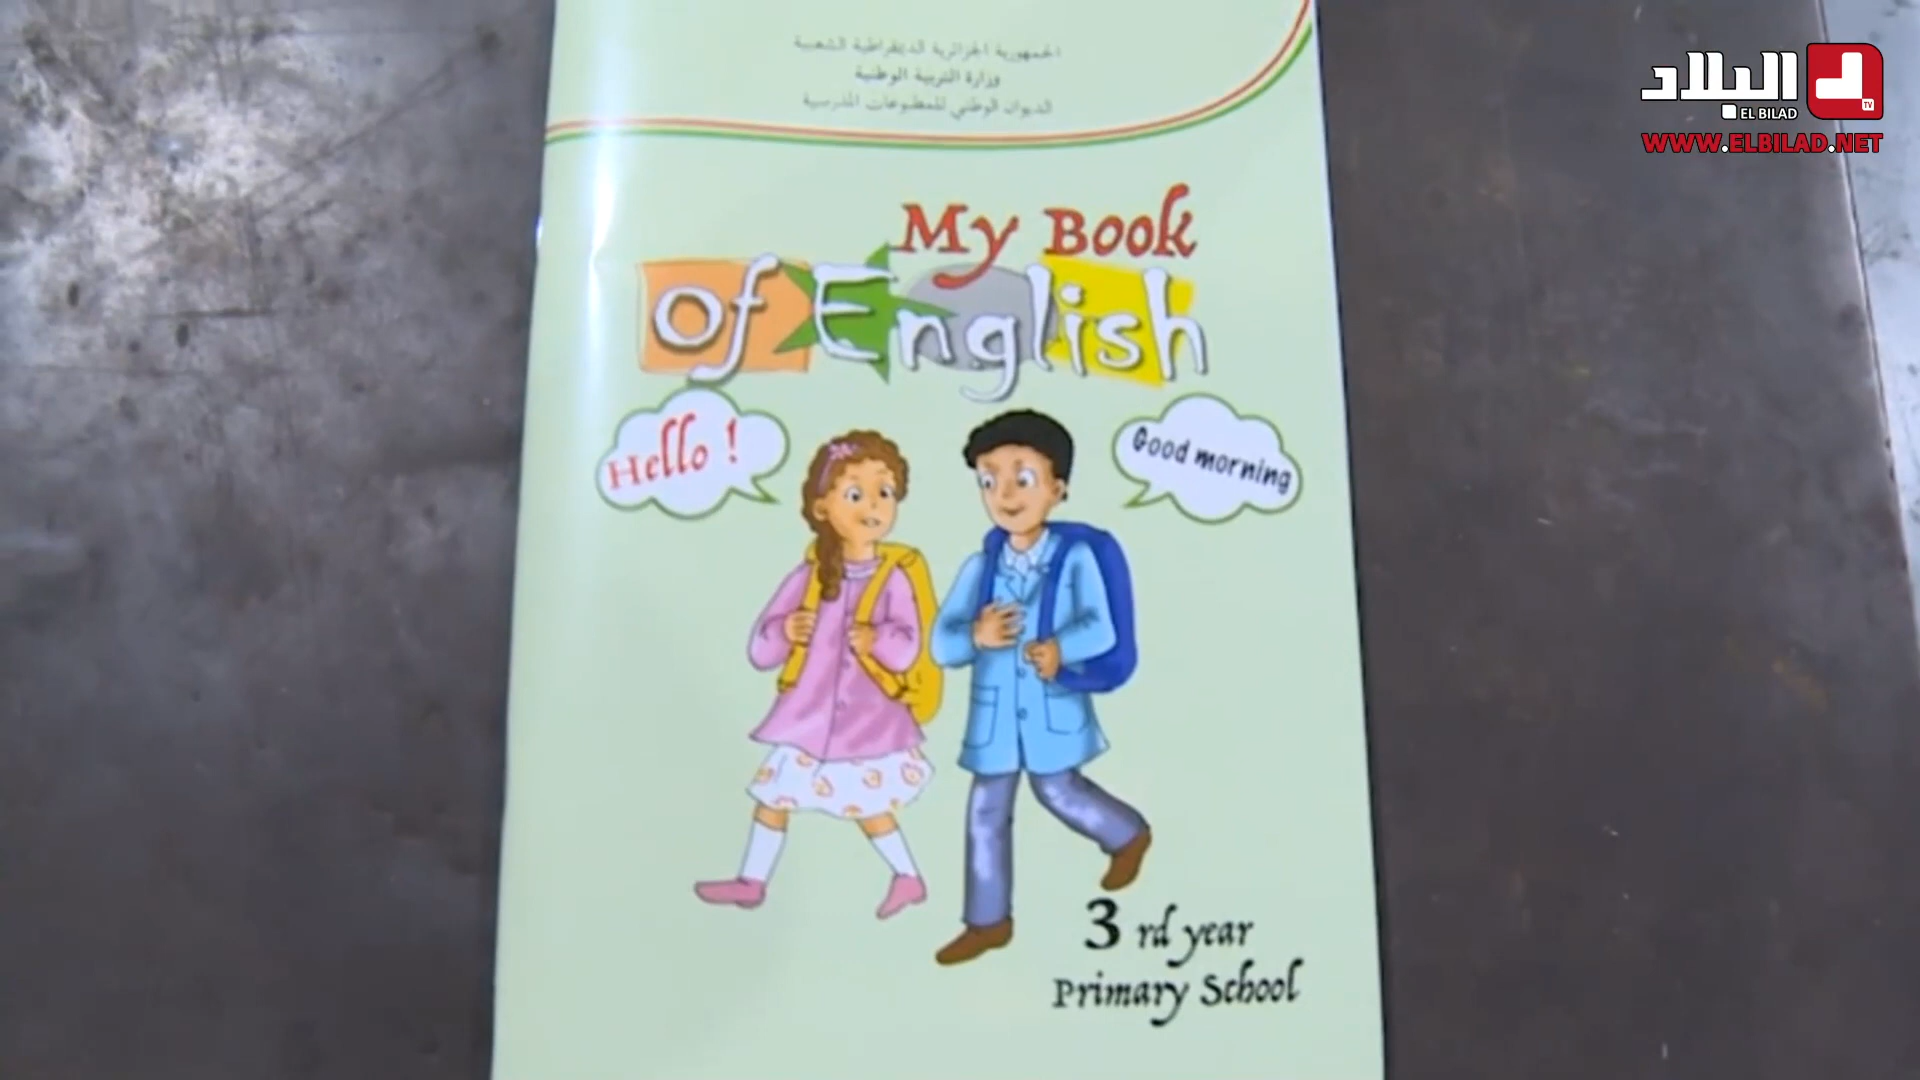 الجمهورية الجزائرية الديمقراطية الشعبية
وزارة التربية الوطنية
الديوان الوطني للمطبوعات المدرسية
My Book
Of English
Hello !
Good morning
3 rd year
Primary School
البلاد
TV
EL BILAD
WWW.ELBILAD.NET